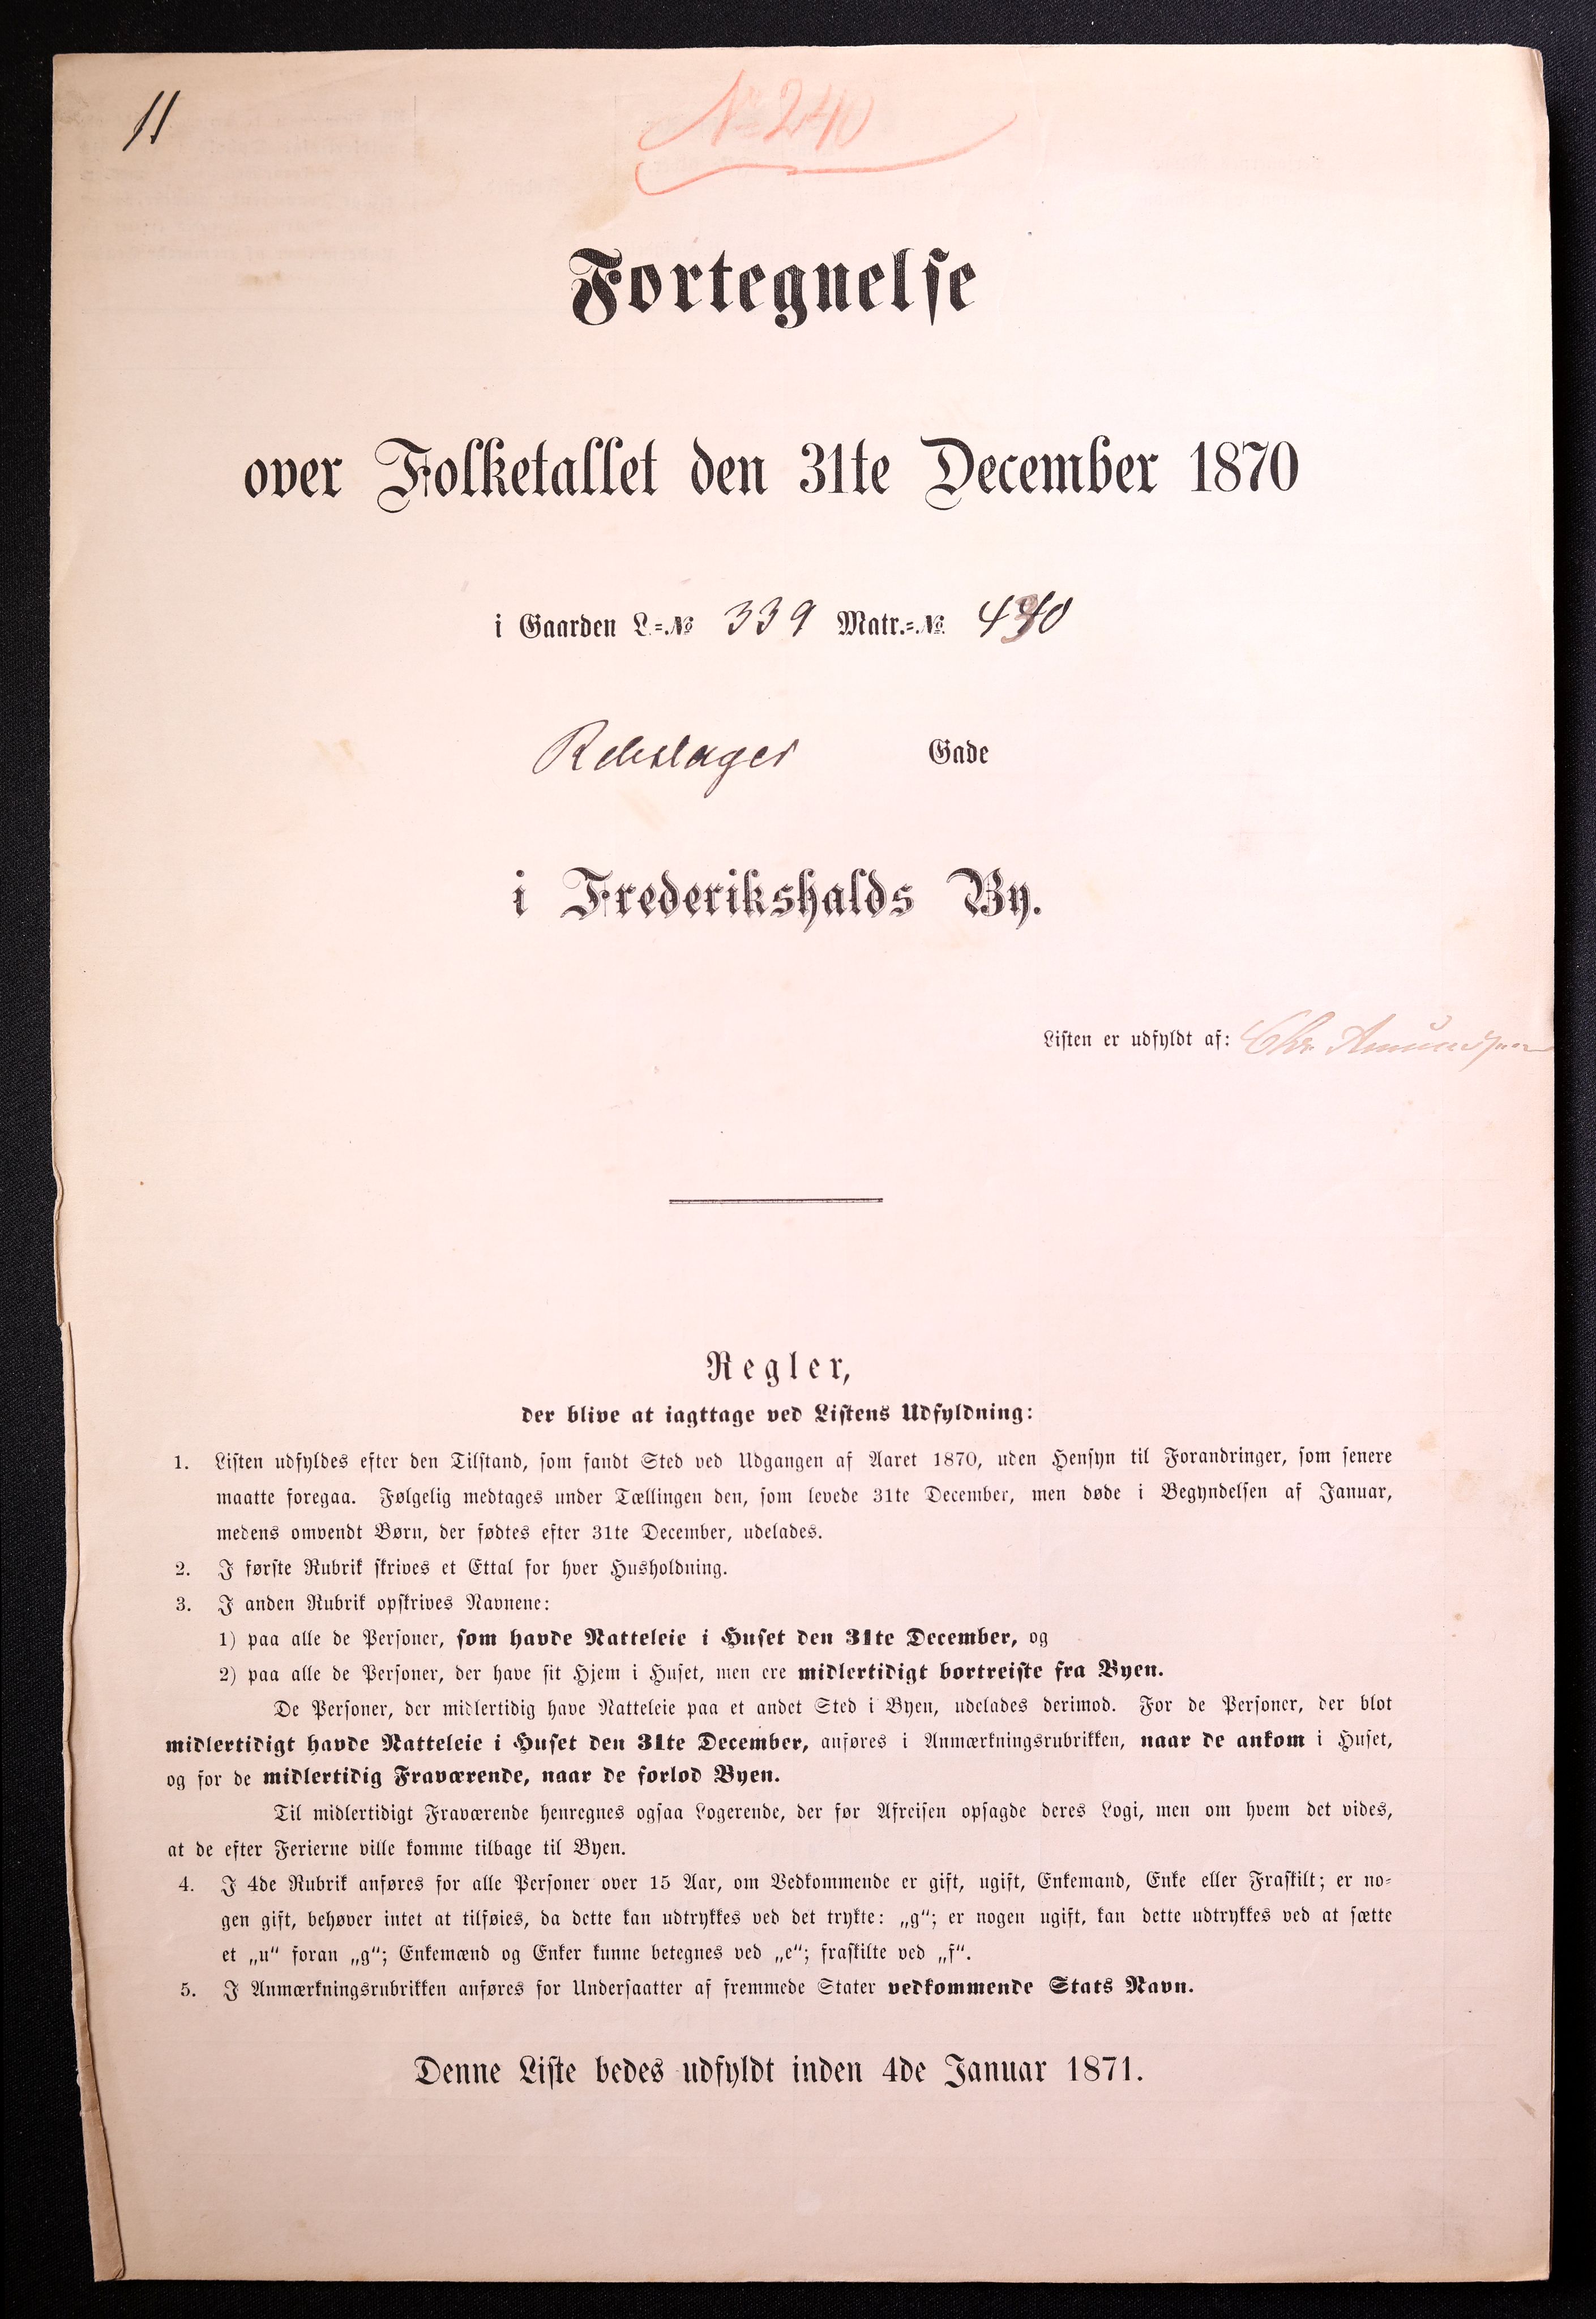 11
No 240
Fortegnelse
over Folketallet den 31te December 1870
i Gaarden L.-No 339 Matr.-No. 430
Rebslager Gade
i Frederikshalds By.
Listen er udfyldt af: Chr Amundsen
Regler,
der blive at iagttage ved Listens Udfyldning:
1. Listen udfyldes efter den Tilstand, som fandt Sted ved Udgangen af Aaret 1870, uden Hensyn til Forandringer, som senere
maatte foregaa. Følgelig medtages under Tællingen den, som levede 31te December, men døde i Begyndelsen af Januar,
medens omvendt Børn, der fødtes efter 31te December, udelades.
2. I første Rubrik skrives et Ettal for hver Husholdning.
3. I anden Rubrik opskrives Navnene:
1) paa alle de Personer, som havde Natteleie i Huset den 31te December, og
2) paa alle de Personer, der have sit Hjem i Huset, men ere midlertidigt bortreiste fra Byen.
De Personer, der midlertidig have Natteleie paa et andet Sted i Byen, udelades derimod. For de Personer, der blot
midlertidigt havde Natteleie i Huset den 31te December, anføres i Anmærkningsrubrikken, naar de ankom i Huset,
og for de midlertidig Fraværende, naar de forlod Byen.
Til midlertidigt Fraværende henregnes ogsaa Logerende, der før Afreisen opsagde deres Logi, men om hvem det vides,
at de efter Ferierne ville komme tilbage til Byen.
4. I 4de Rubrik anføres for alle Personer over 15 Aar, om Vedkommende er gift, ugift, Enkemand, Enke eller Fraskilt; er no-
gen gift, behøver intet at tilføies, da dette kan udtrykkes ved det trykte: „g“; er nogen ugift, kan dette udtrykkes ved at sætte
et „u“ foran „g“; Enkemænd og Enker kunne betegnes ved „e“; fraskilte ved „f“.
5. I Anmærkningsrubrikken anføres for Undersaatter af fremmede Stater vedkommende Stats Navn.
Denne Liste bedes udfyldt inden 4de Januar 1871.